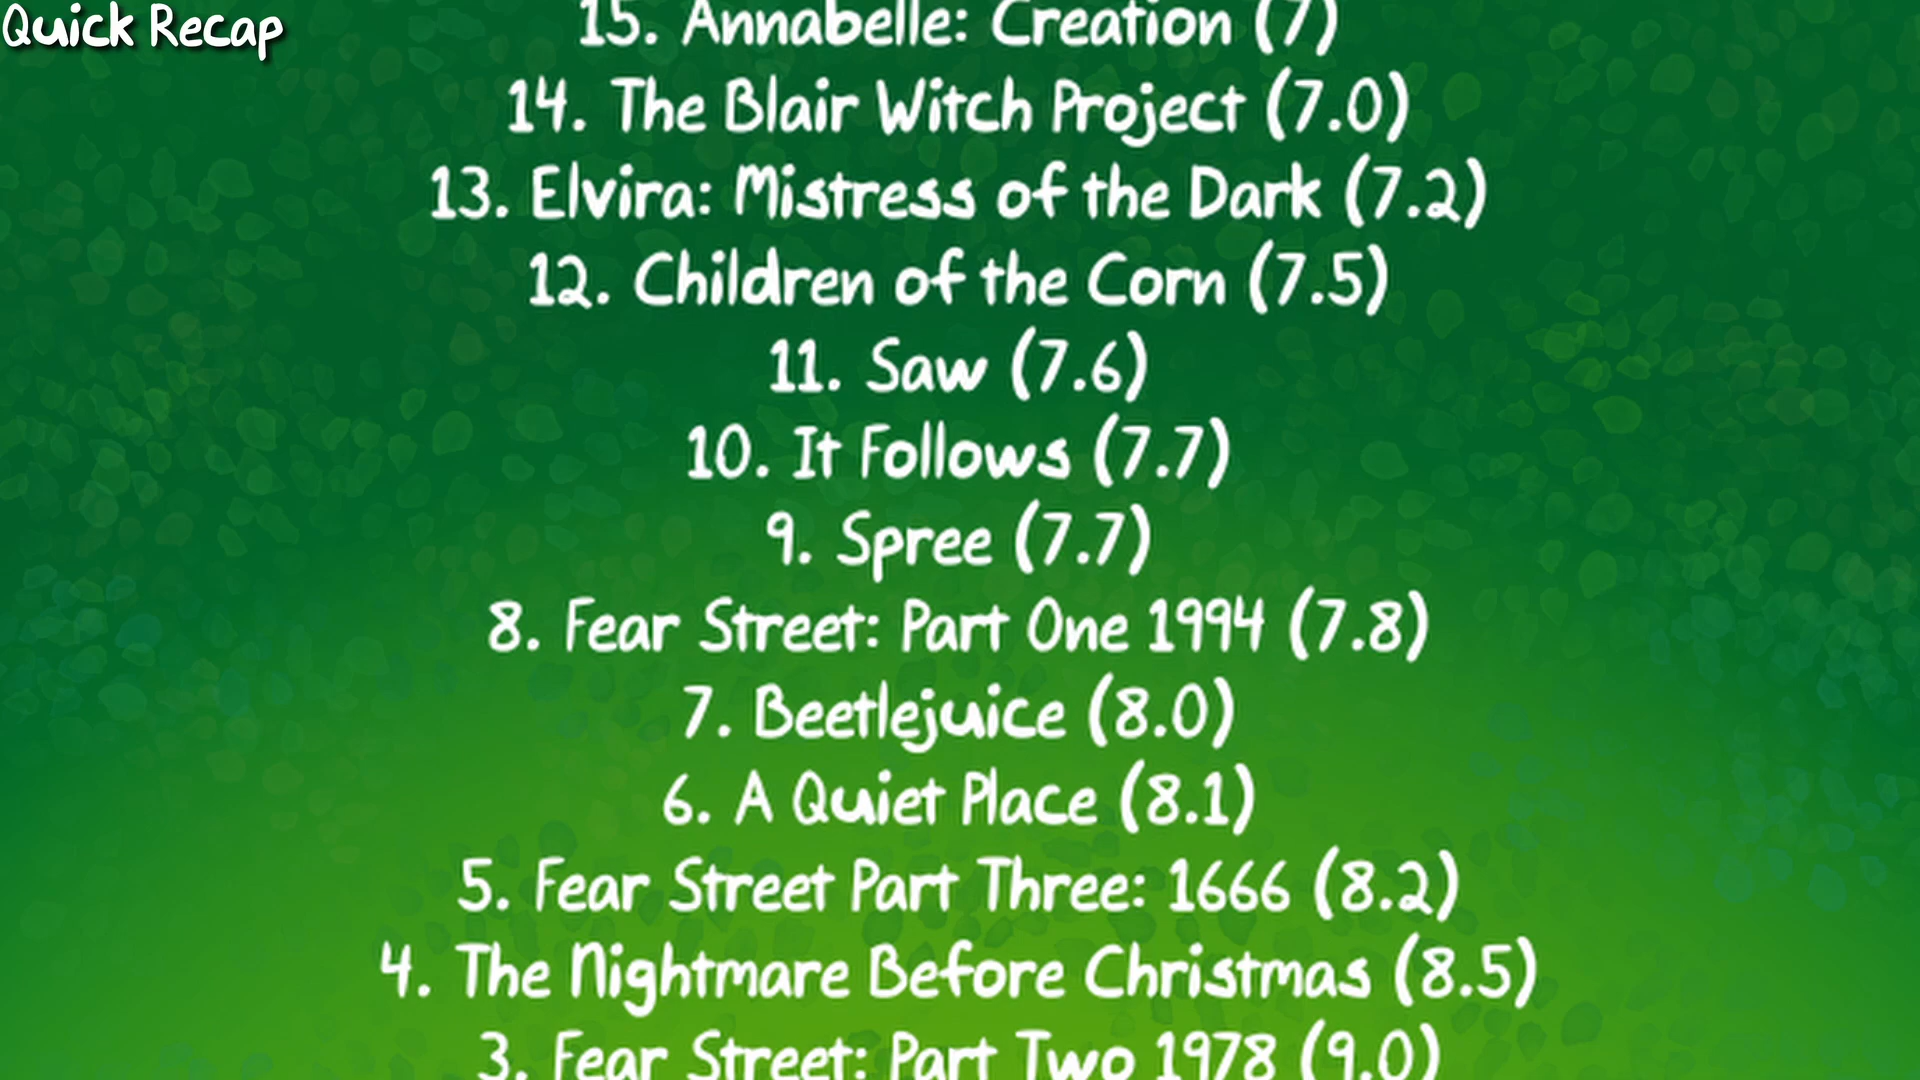 Quick Recap
15. Annabelle: Creation (7)
14. The Blair Witch Project (7.0)
13. Elvira: Mistress of the Dark (7.2)
12. Children of the Corn (7.5)
11. Saw (7.6)
10. It Follows (7.7)
9. Spree (7.7)
8. Fear Street: Part One 1994 (7.8)
7. Beetlejuice (8.0)
6. A Quiet Place (8.1)
5. Fear Street Part Three: 1666 (8.2)
4. The Nightmare Before Christmas (8.5)
3. Fear Street: Part Two 1978 (9.0)